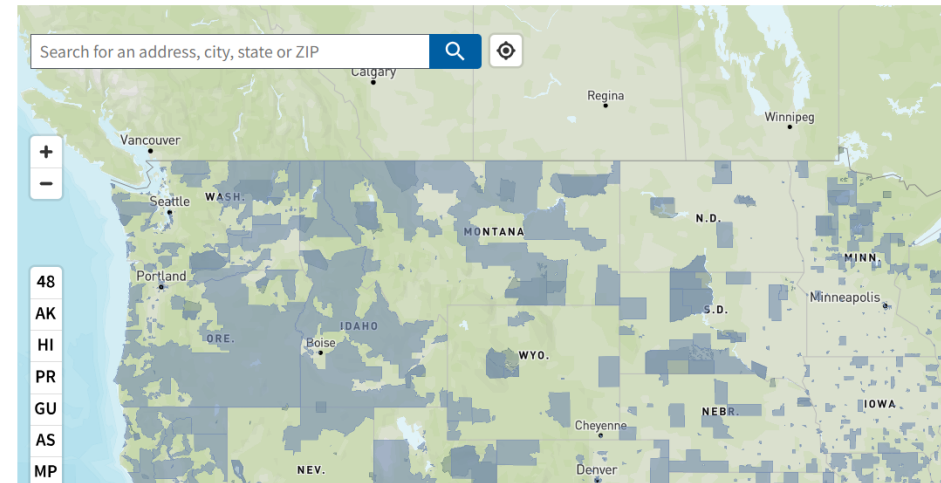 Search for an address, city, state or ZIP
Calgary
Regina
Winnipeg
Vancouver
+
−
Seattle
WASH.
MONTANA
N.D.
MINN.
48
AK
HI
PR
GU
AS
MP
Portland
Minneapolis
ORE.
IDAHO
Boise
S.D.
WYO.
NEBR.
IOWA
Cheyenne
NEV.
Denver